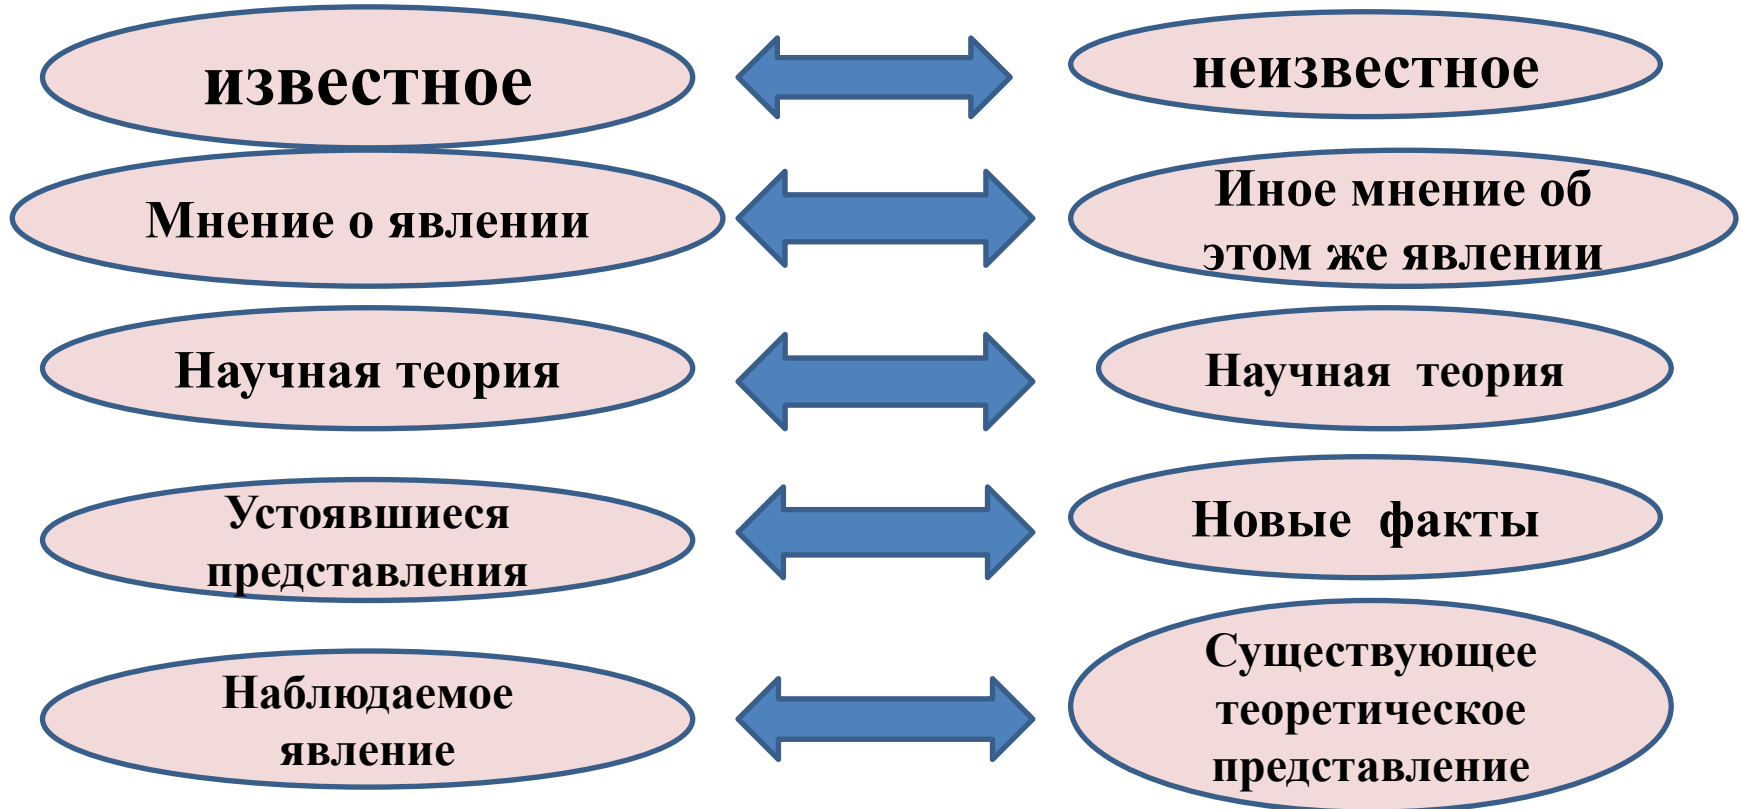 известное
неизвестное
Мнение о явлении
Иное мнение об
этом же явлении
Научная теория
Научная теория
Устоявшиеся
представления
Новые факты
Наблюдаемое
явление
Существующее
теоретическое
представление